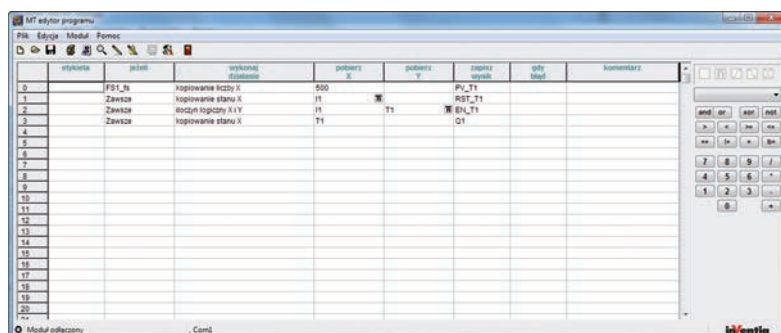 MT edytor programu
Plik Edycja Moduł Pomoc
etykieta jeżeli wykonaj działanie pobierz X pobierz Y zapisz wynik gdy błąd komentarz
0 FS1_fs kopiowanie liczby X 500 PV_T1
1 Zawsze kopiowanie stanu X I1 RST_T1
2 Zawsze iloczyn logiczny X i Y I1 T1 EN_T1
3 Zawsze kopiowanie stanu X T1 Q1
4
5
6
7
8
9
10
11
12
13
14
15
16
17
18
19
20
and or xor not
> < >= <=
== != +
7 8 9 /
4 5 6 *
1 2 3 -
0 +
Moduł odłączony . Com1
inventia